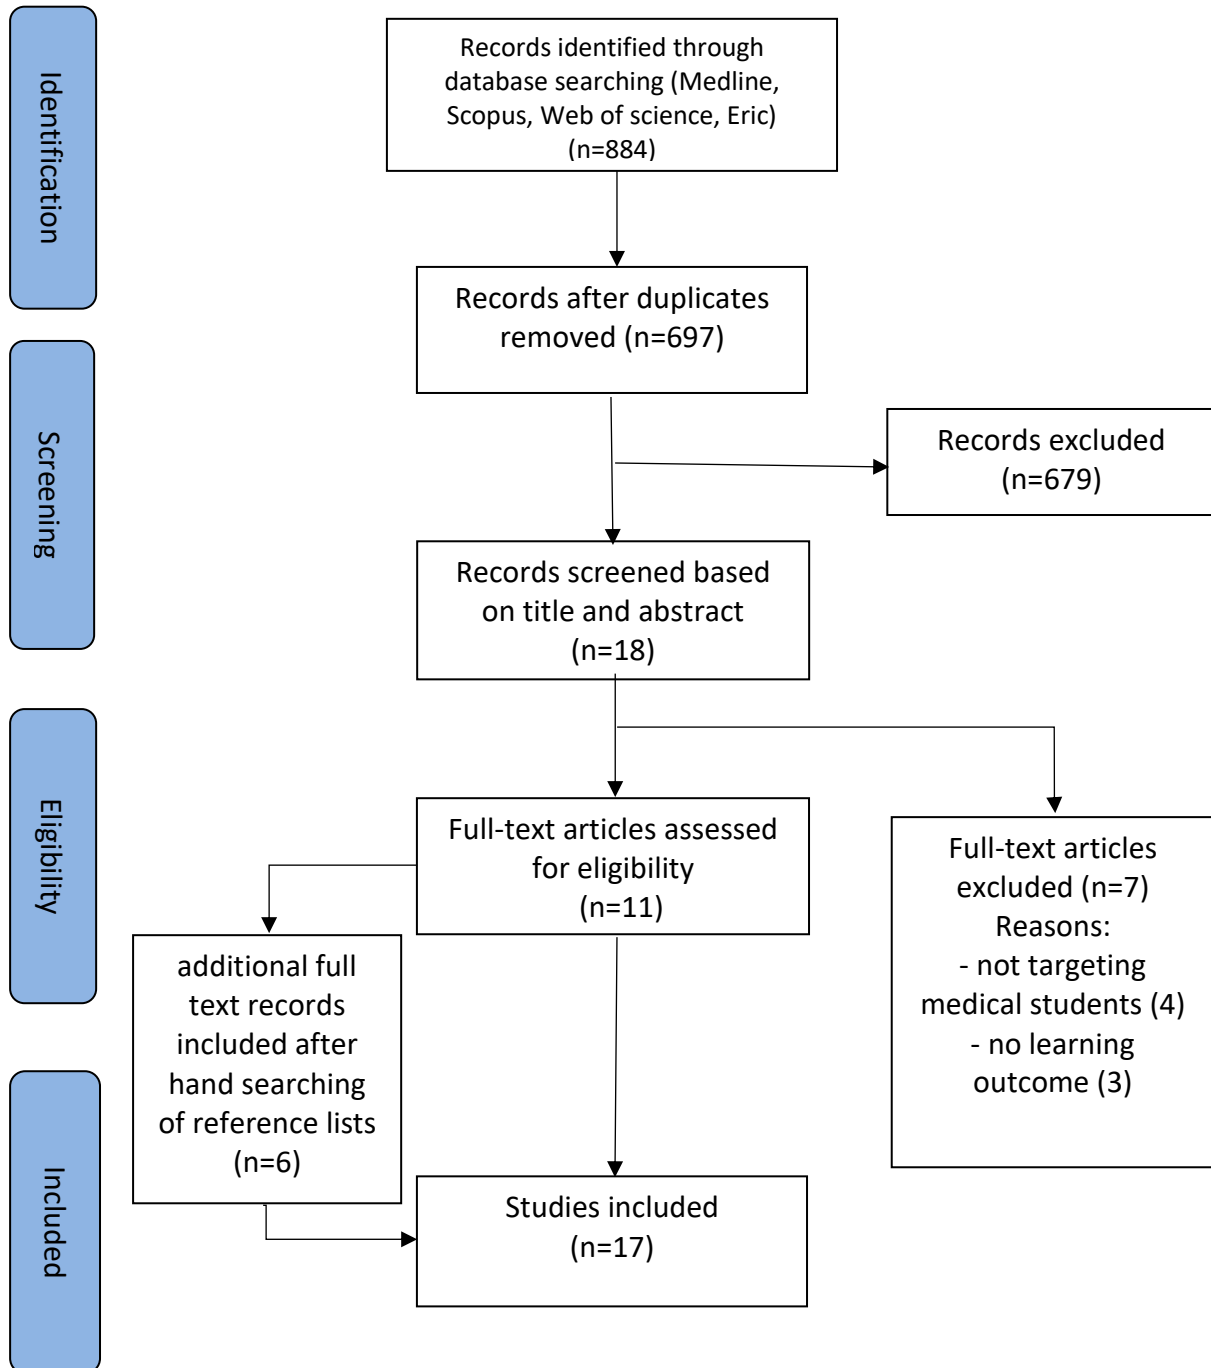 Identification
Records identified through
database searching (Medline,
Scopus, Web of science, Eric)
(n=884)
Records after duplicates
removed (n=697)
Screening
Records excluded
(n=679)
Records screened based
on title and abstract
(n=18)
Eligibility
Full-text articles assessed
for eligibility
(n=11)
Full-text articles
excluded (n=7)
Reasons:
- not targeting
medical students (4)
- no learning
outcome (3)
additional full
text records
included after
hand searching
of reference lists
(n=6)
Included
Studies included
(n=17)